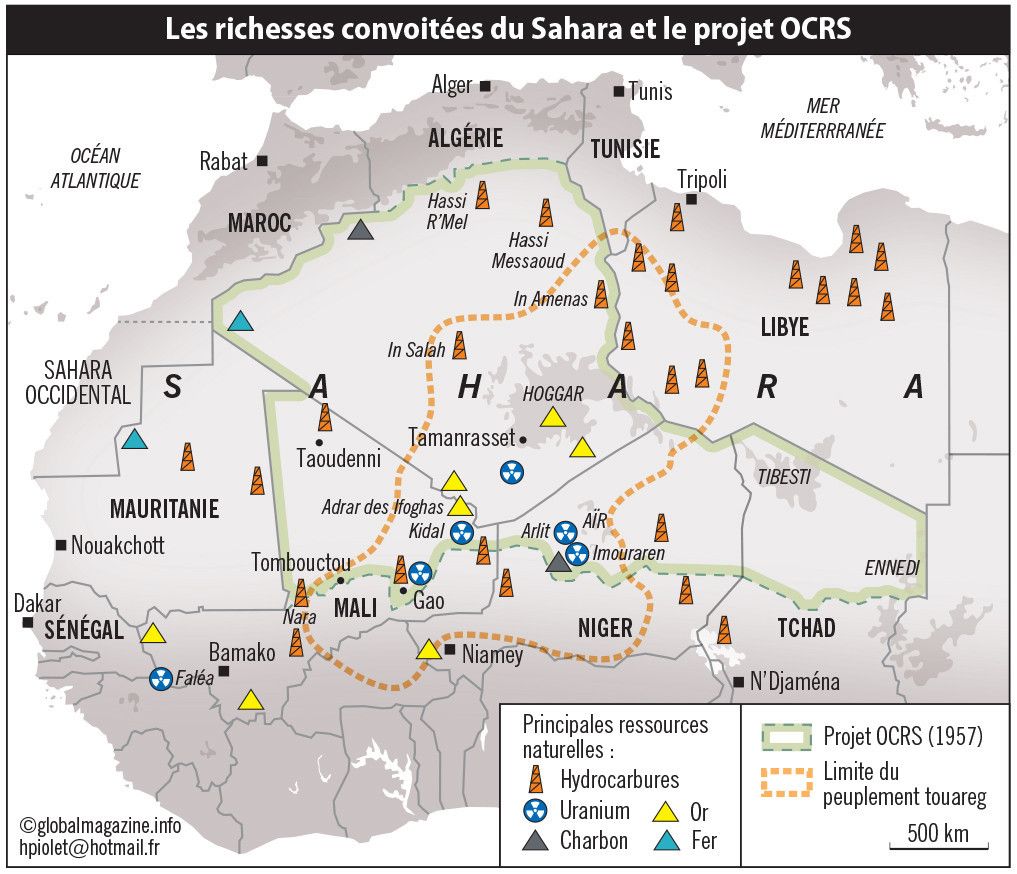 Les richesses convoitées du Sahara et le projet OCRS
Alger
Tunis
MER
MÉDITERRRANÉE
OCÉAN
ATLANTIQUE
ALGÉRIE
TUNISIE
Rabat
Tripoli
MAROC
Hassi
R'Mel
Hassi
Messaoud
In Amenas
LIBYE
In Salah
SAHARA
OCCIDENTAL
S A H A R A
HOGGAR
Tamanrasset
Taoudenni
TIBESTI
MAURITANIE
Adrar des Ifoghas
Kidal
Arlit
AÏR
Imouraren
Nouakchott
Tombouctou
ENNEDI
Dakar
SÉNÉGAL
Nara
MALI
Gao
NIGER
TCHAD
Bamako
Niamey
Faléa
N'Djaména
Principales ressources
naturelles :
Hydrocarbures
Uranium
Or
Charbon
Fer
Projet OCRS (1957)
Limite du
peuplement touareg
500 km
©globalmagazine.info
hpiolet@hotmail.fr